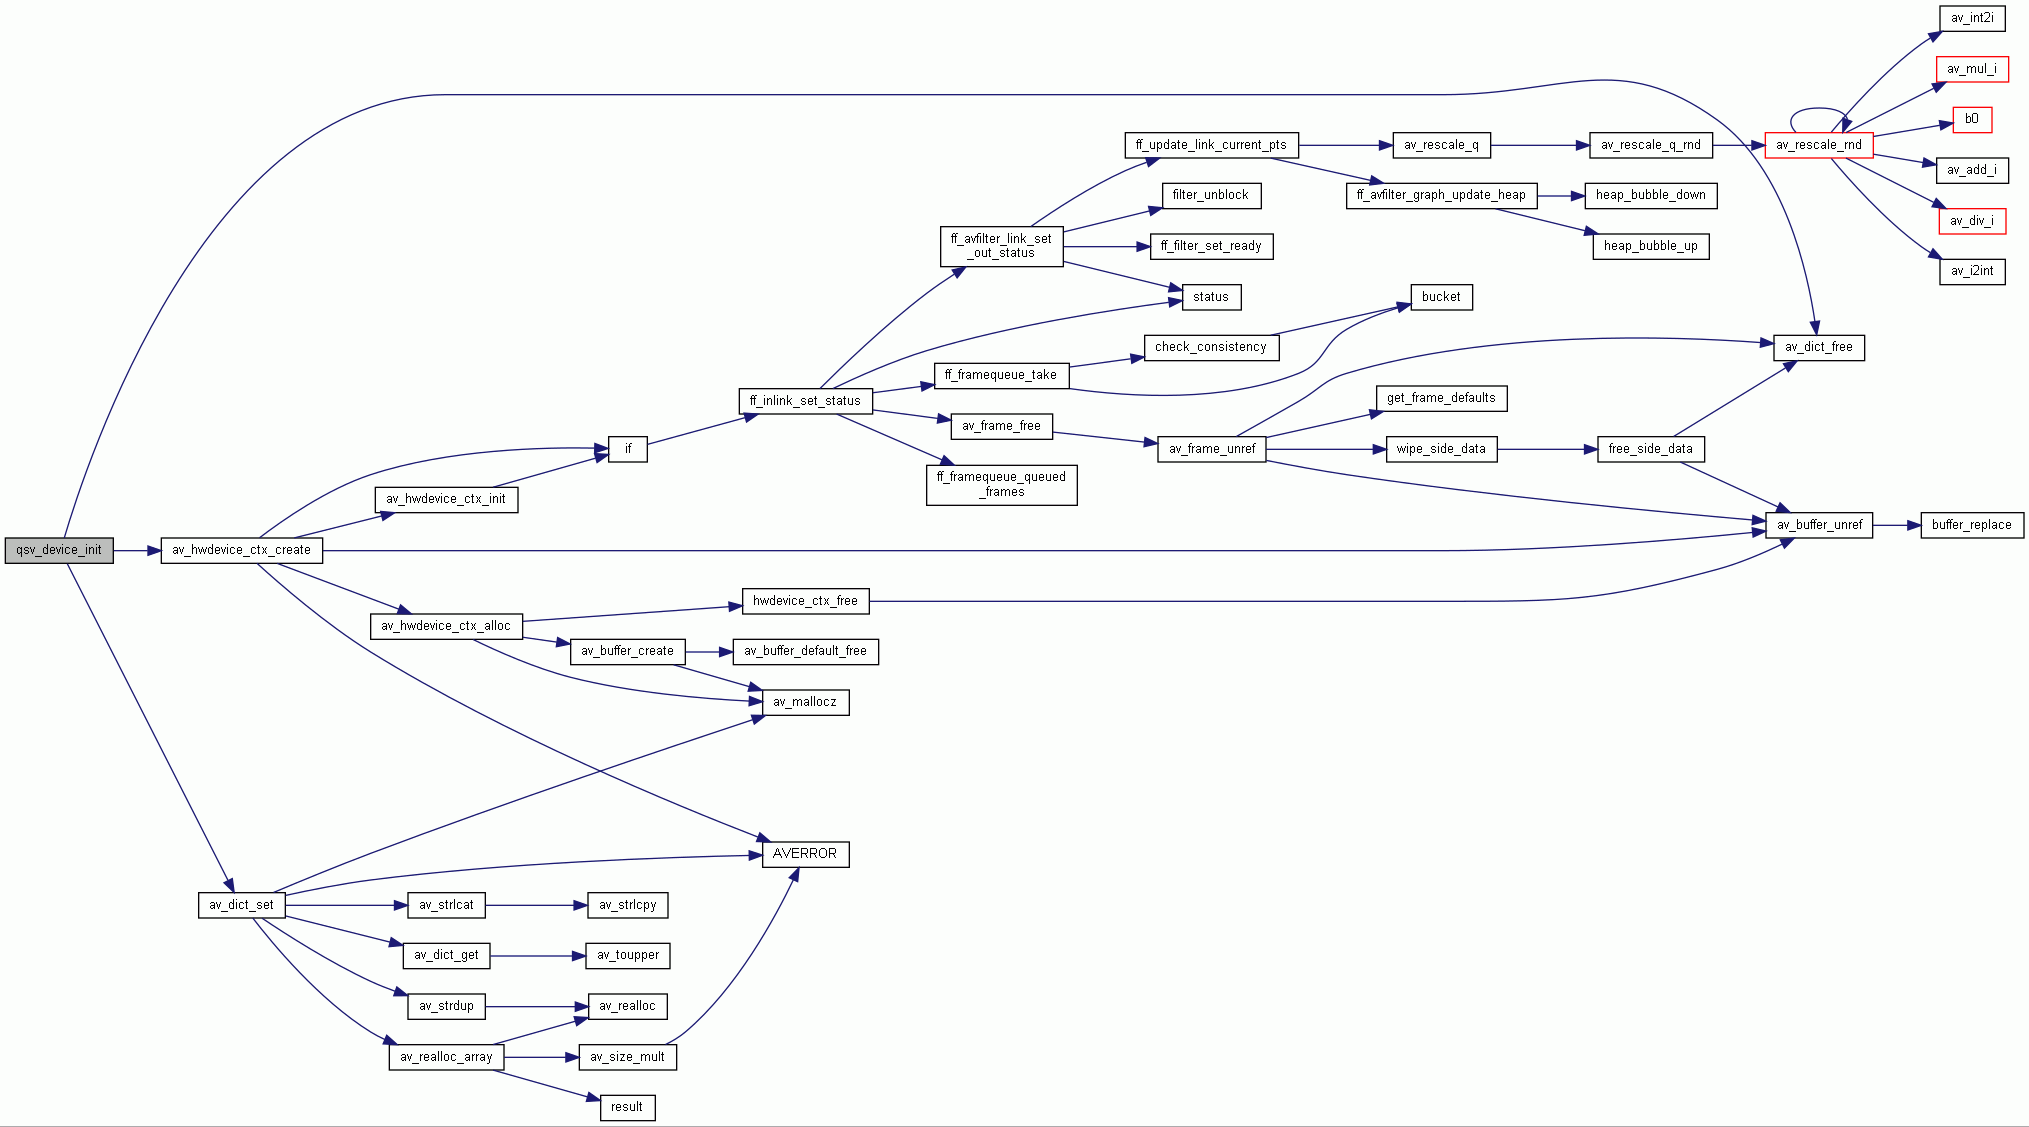 av_int2i
av_mul_i
b0
ff_update_link_current_pts
av_rescale_q
av_rescale_q_rnd
av_rescale_rnd
av_add_i
filter_unblock
ff_avfilter_graph_update_heap
heap_bubble_down
av_div_i
ff_avfilter_link_set
_out_status
ff_filter_set_ready
heap_bubble_up
av_i2int
status
bucket
check_consistency
av_dict_free
ff_framequeue_take
ff_inlink_set_status
get_frame_defaults
av_frame_free
if
av_frame_unref
wipe_side_data
free_side_data
ff_framequeue_queued
_frames
av_hwdevice_ctx_init
av_buffer_unref
buffer_replace
qsv_device_init
av_hwdevice_ctx_create
hwdevice_ctx_free
av_hwdevice_ctx_alloc
av_buffer_create
av_buffer_default_free
av_mallocz
AVERROR
av_dict_set
av_strlcat
av_strlcpy
av_dict_get
av_toupper
av_strdup
av_realloc
av_realloc_array
av_size_mult
result